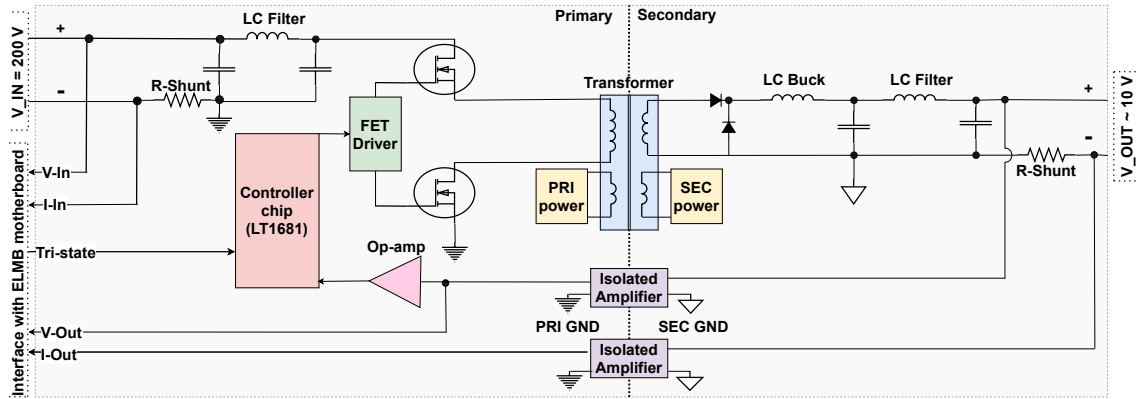 LC Filter
Primary
Secondary
V_IN = 200 V
+
-
R-Shunt
FET
Driver
Transformer
LC Buck
LC Filter
+
-
V_OUT ~ 10 V
R-Shunt
Interface with ELMB motherboard
V-In
I-In
Tri-state
Controller
chip
(LT1681)
PRI
power
SEC
power
Op-amp
Isolated
Amplifier
PRI GND
SEC GND
V-Out
I-Out
Isolated
Amplifier